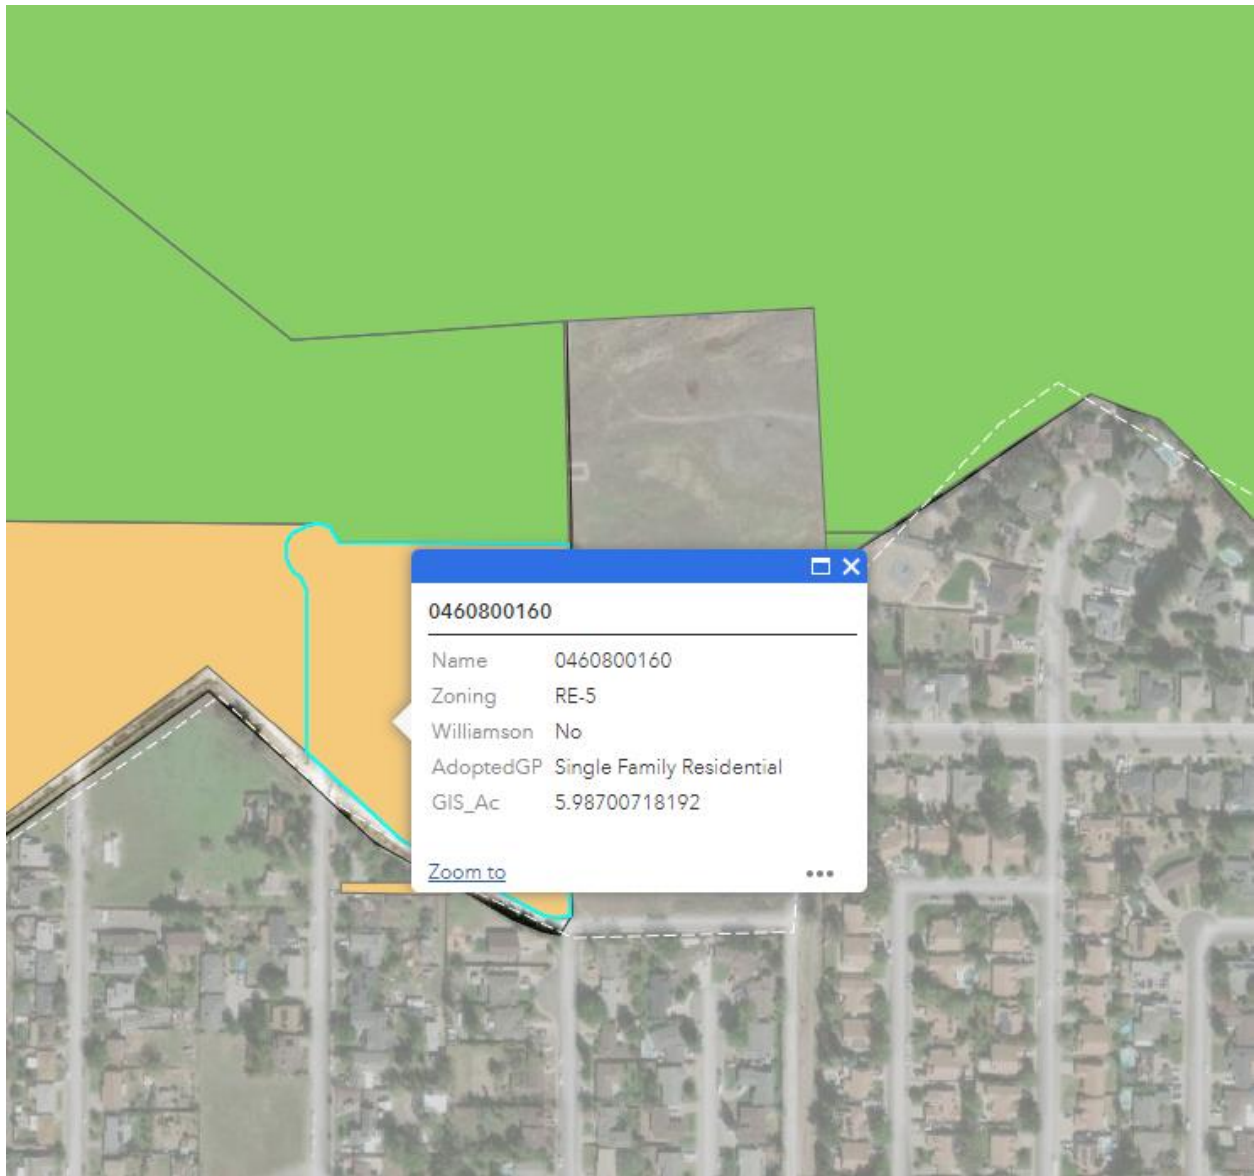 0460800160
Name 0460800160
Zoning RE-5
Williamson No
AdoptedGP Single Family Residential
GIS_Ac 5.98700718192
Zoom to